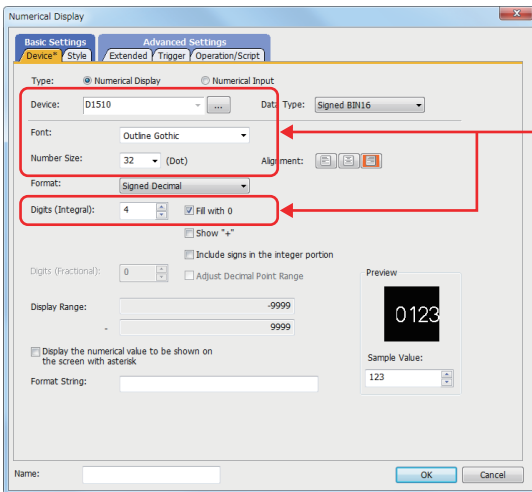 Numerical Display
Basic Settings Advanced Settings
Device* Style Extended Trigger Operation/Script
Type: Numerical Display Numerical Input
Device: D1510 ... Data Type: Signed BIN16
Font: Outline Gothic
Number Size: 32 (Dot) Alignment:
Format: Signed Decimal
Digits (Integral): 4 Fill with 0
Show "+"
Include signs in the integer portion
Digits (Fractional): 0 Adjust Decimal Point Range
Preview
0123
Display Range: -9999
- 9999
Display the numerical value to be shown on
the screen with asterisk
Sample Value:
123
Format String:
Name: OK Cancel